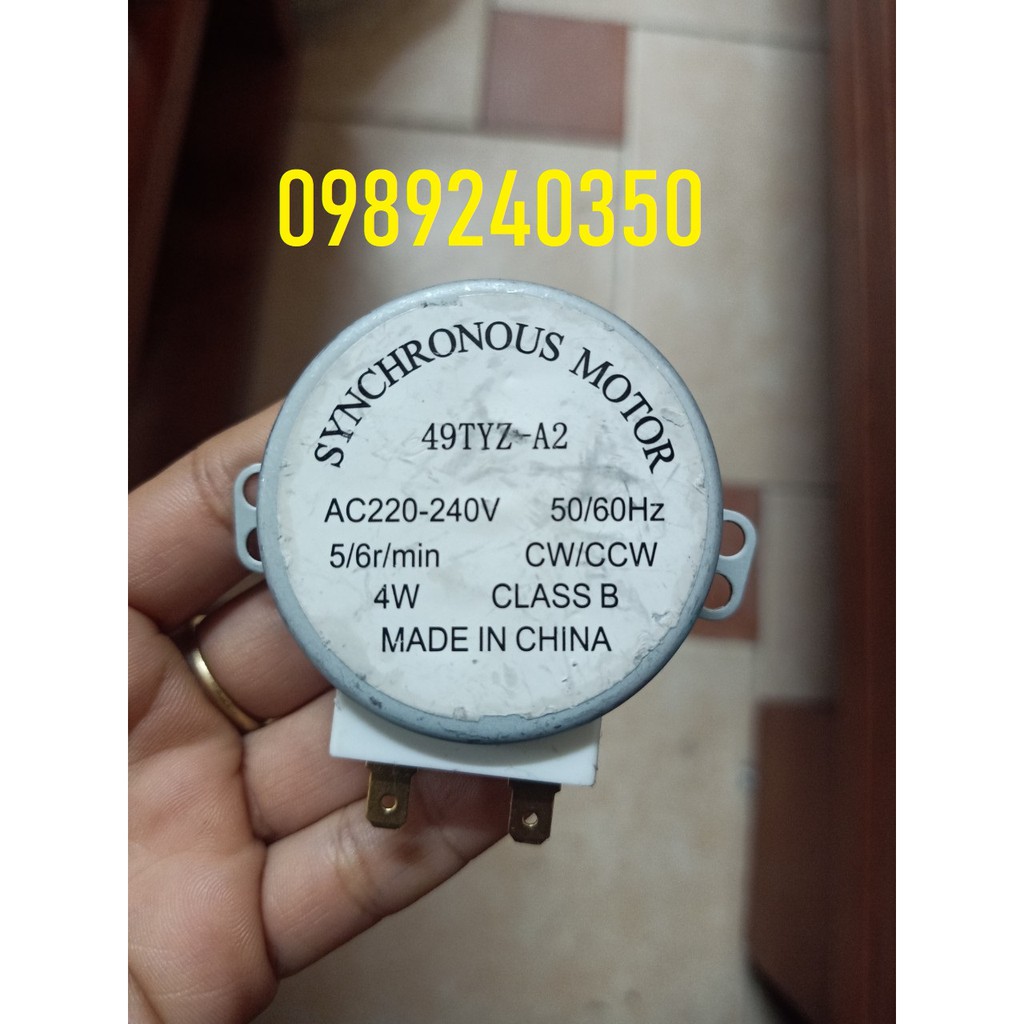 0989240350
SYNCHRONOUS MOTOR
49TYZ-A2
AC220-240V 50/60Hz
5/6r/min CW/CCW
4W CLASS B
MADE IN CHINA